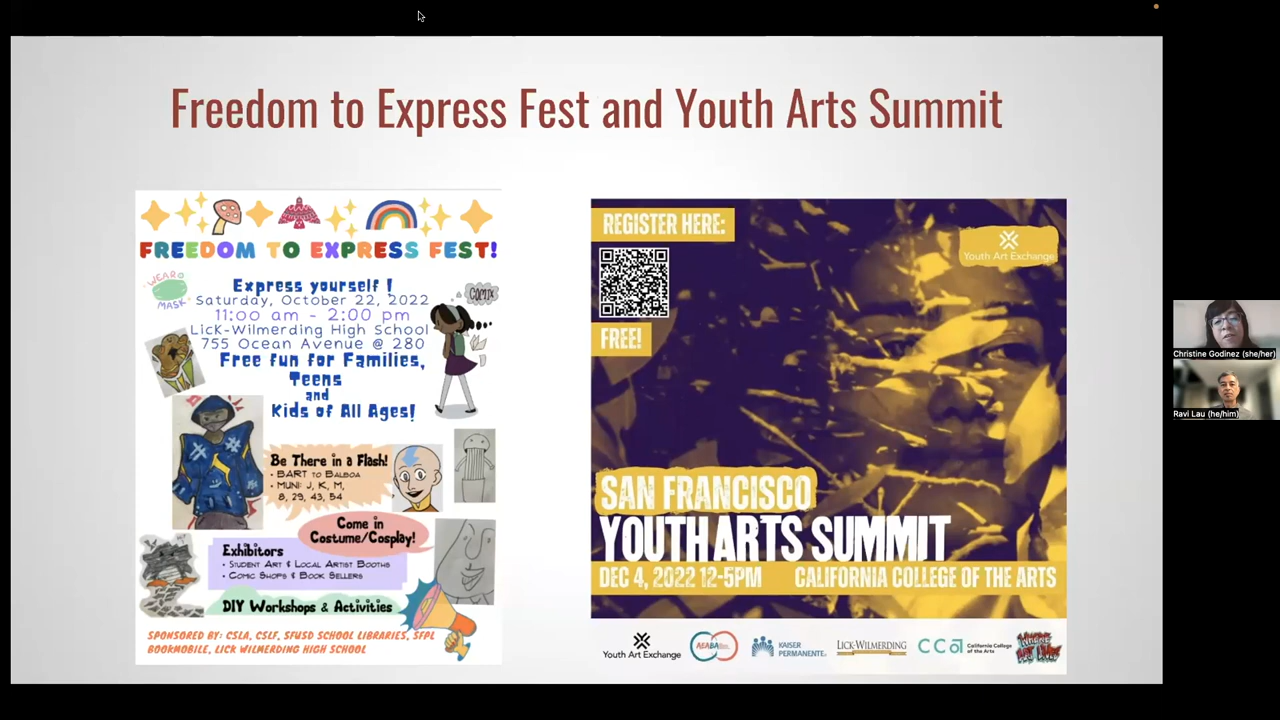 Freedom to Express Fest and Youth Arts Summit
FREEDOM TO EXPRESS FEST!
WEAR A
MASK
Express yourself !
Saturday, October 22, 2022
11:00 am - 2:00 pm
Lick-Wilmerding High School
755 Ocean Avenue @ 280
Free fun for Families,
Teens
and
Kids of All Ages!
COMIX
Be There in a Flash!
• BART to Balboa
• MUNI: J, K, M,
8, 29, 43, 54
Come in
Costume/Cosplay!
Exhibitors
• Student Art & Local Artist Booths
• Comic Shops & Book Sellers
DIY Workshops & Activities
SPONSORED BY: CSLA, CSLF, SFUSD SCHOOL LIBRARIES, SFPL
BOOKMOBILE, LICK WILMERDING HIGH SCHOOL
REGISTER HERE:
FREE!
Youth Art Exchange
SAN FRANCISCO
YOUTH ARTS SUMMIT
DEC 4, 2022 12-5PM CALIFORNIA COLLEGE OF THE ARTS
Youth Art Exchange
KAISER
PERMANENTE
LICK-WILMERDING
CCA
California College
of the Arts
Christine Godinez (she/her)
Ravi Lau (he/him)